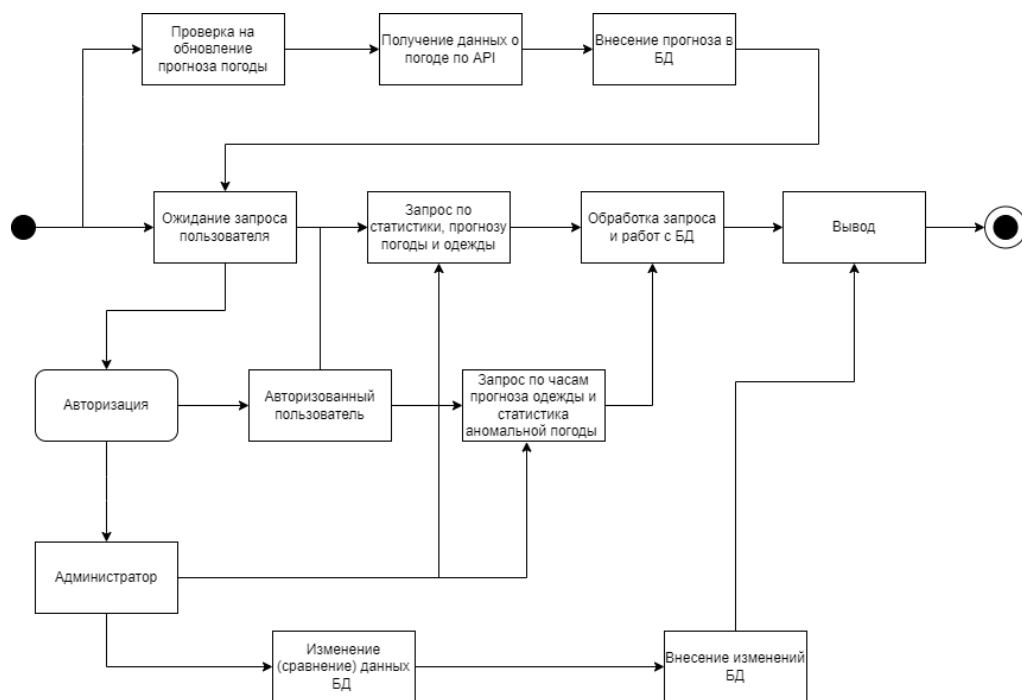 Проверка на
обновление
прогноза погоды
Получение данных о
погоде по API
Внесение прогноза в
БД
Ожидание запроса
пользователя
Запрос по
статистики, прогнозу
погоды и одежды
Обработка запроса
и работ с БД
Вывод
Авторизация
Авторизованный
пользователь
Запрос по часам
прогноза одежды и
статистика
аномальной погоды
Администратор
Изменение
(сравнение) данных
БД
Внесение изменений
БД